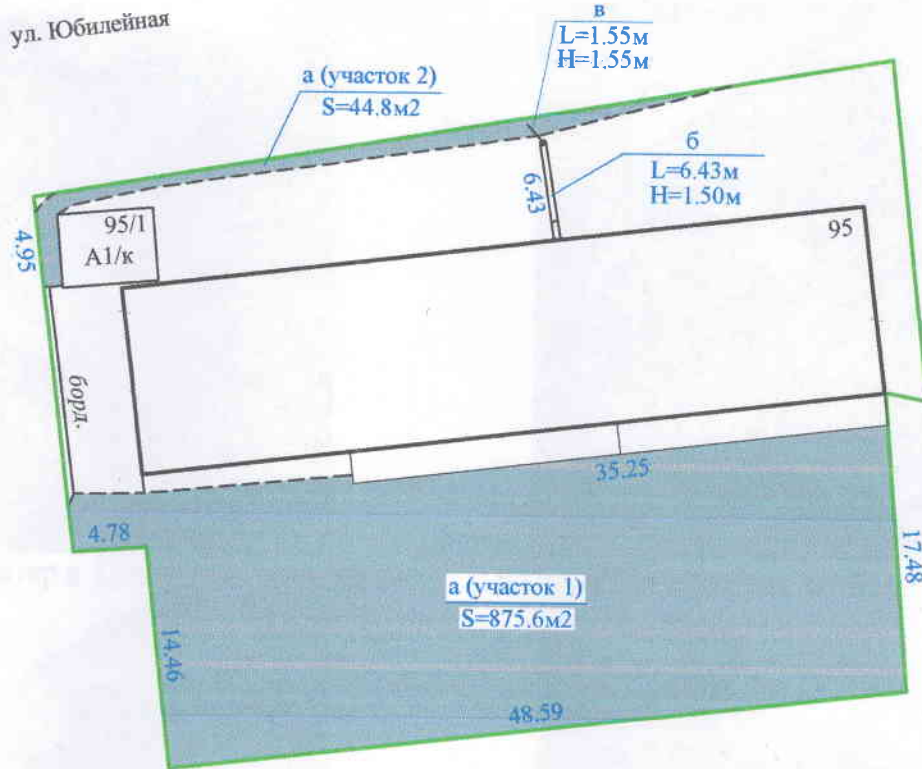 ул. Юбилейная
в
L=1.55м
H=1.55м
а (участок 2)
S=44.8м2
б
L=6.43м
H=1.50м
6.43
95/1
А1/к
95
4.95
борд.
35.25
4.78
17.48
а (участок 1)
S=875.6м2
14.46
48.59